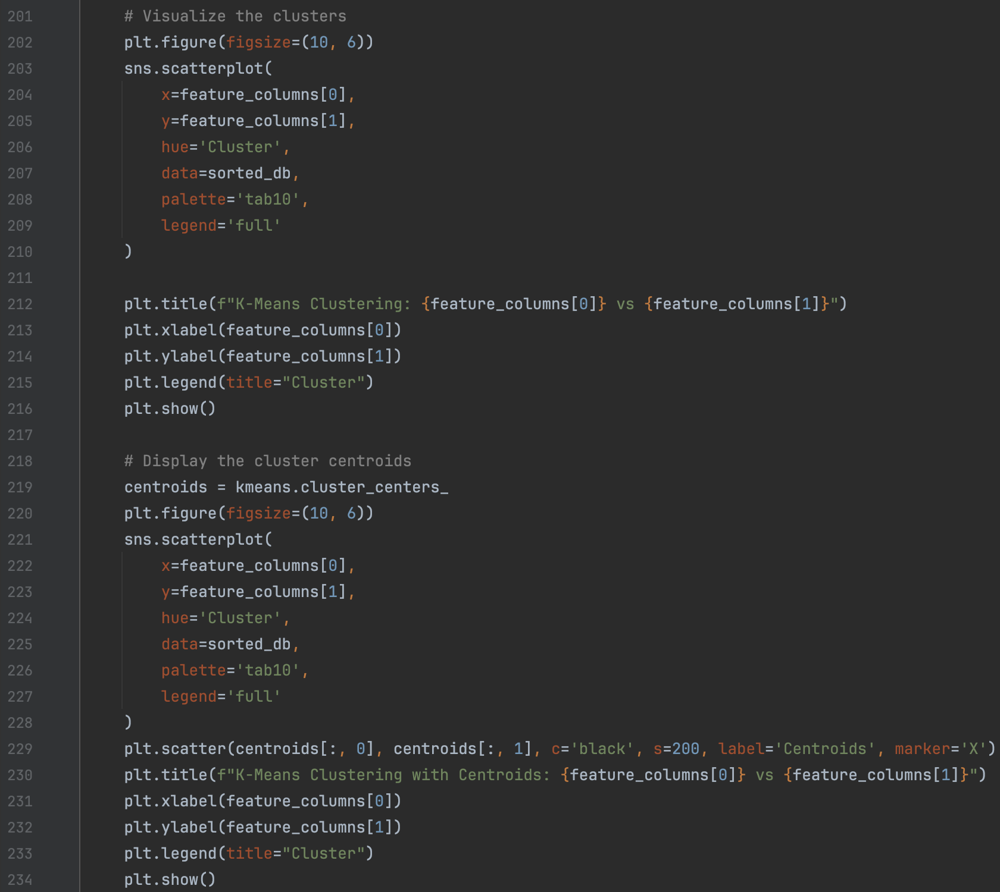 201 # Visualize the clusters
202 plt.figure(figsize=(10, 6))
203 sns.scatterplot(
204     x=feature_columns[0],
205     y=feature_columns[1],
206     hue='Cluster',
207     data=sorted_db,
208     palette='tab10',
209     legend='full'
210 )
211
212 plt.title(f"K-Means Clustering: {feature_columns[0]} vs {feature_columns[1]}")
213 plt.xlabel(feature_columns[0])
214 plt.ylabel(feature_columns[1])
215 plt.legend(title="Cluster")
216 plt.show()
217
218 # Display the cluster centroids
219 centroids = kmeans.cluster_centers_
220 plt.figure(figsize=(10, 6))
221 sns.scatterplot(
222     x=feature_columns[0],
223     y=feature_columns[1],
224     hue='Cluster',
225     data=sorted_db,
226     palette='tab10',
227     legend='full'
228 )
229 plt.scatter(centroids[:, 0], centroids[:, 1], c='black', s=200, label='Centroids', marker='X')
230 plt.title(f"K-Means Clustering with Centroids: {feature_columns[0]} vs {feature_columns[1]}")
231 plt.xlabel(feature_columns[0])
232 plt.ylabel(feature_columns[1])
233 plt.legend(title="Cluster")
234 plt.show()